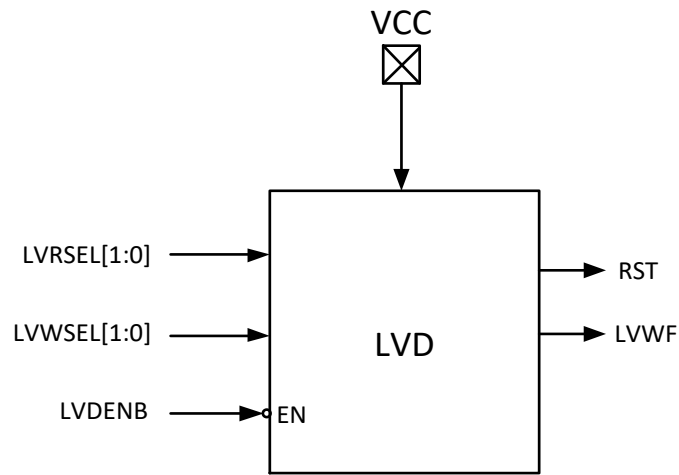 VCC
LVRSEL[1:0]
RST
LVWSEL[1:0]
LVD
LVWF
LVDENB
EN